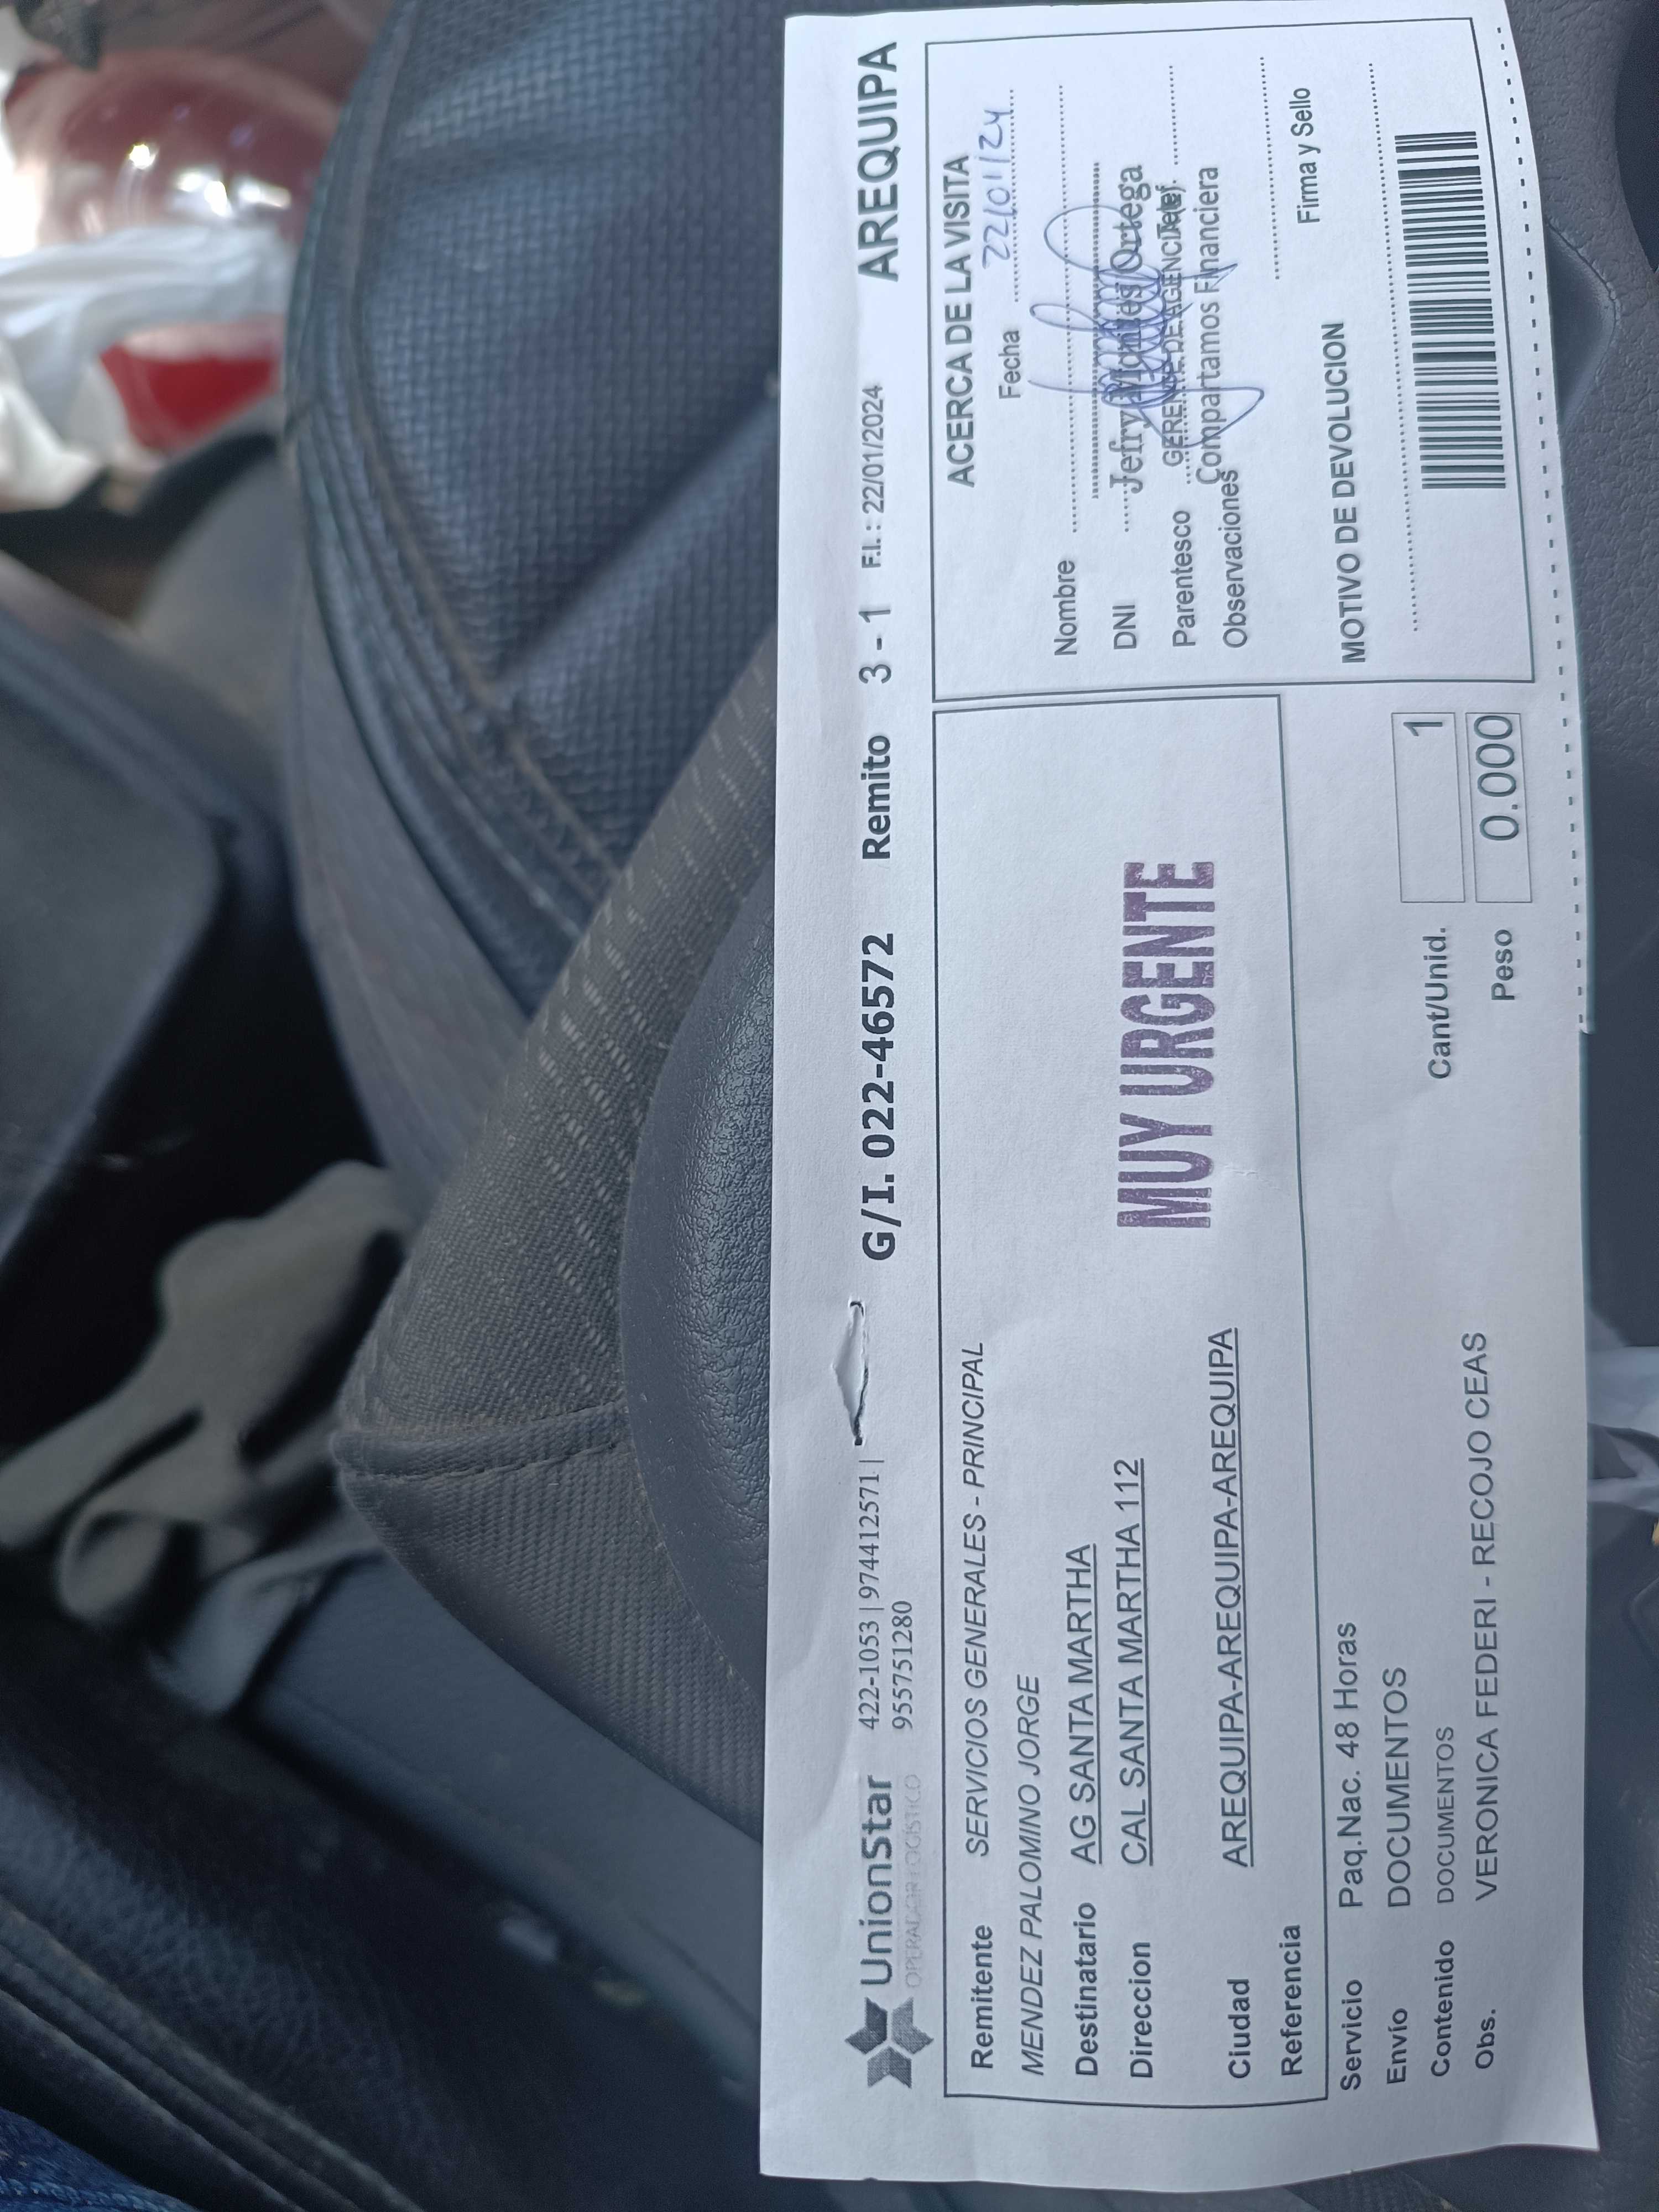 UnionStar
OPERADOR LOGISTICO
422-1053 | 974412571 |
955751280
G/I. 022-46572 Remito 3 - 1 F.I. : 22/01/2024 AREQUIPA
Remitente SERVICIOS GENERALES - PRINCIPAL
MENDEZ PALOMINO JORGE
Destinatario AG SANTA MARTHA
Direccion CAL SANTA MARTHA 112
MUY URGENTE
Ciudad AREQUIPA-AREQUIPA-AREQUIPA
Referencia
Servicio Paq.Nac. 48 Horas
Envío DOCUMENTOS
Contenido DOCUMENTOS
Obs. VERONICA FEDERI - RECOJO CEAS
Cant/Unid. 1
Peso 0.000
ACERCA DE LA VISITA
Fecha 22/01/24
Nombre
DNI
Jefry Montes Ortega
Parentesco Telef.
GERENTE DE AGENCIA
Compartamos Financiera
Observaciones
Firma y Sello
MOTIVO DE DEVOLUCION